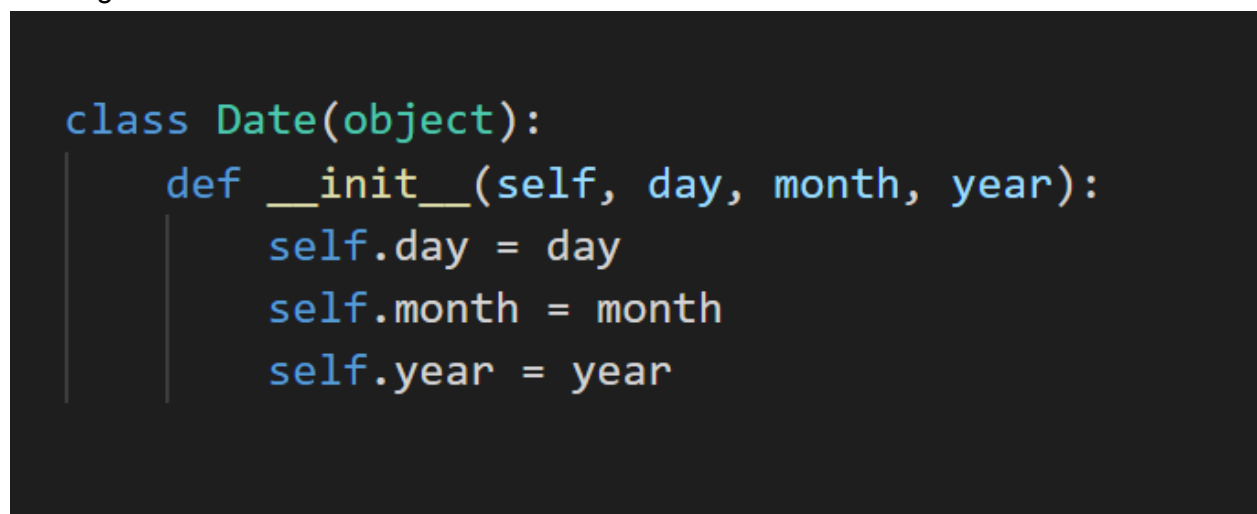 class Date(object):
def __init__(self, day, month, year):
self.day = day
self.month = month
self.year = year